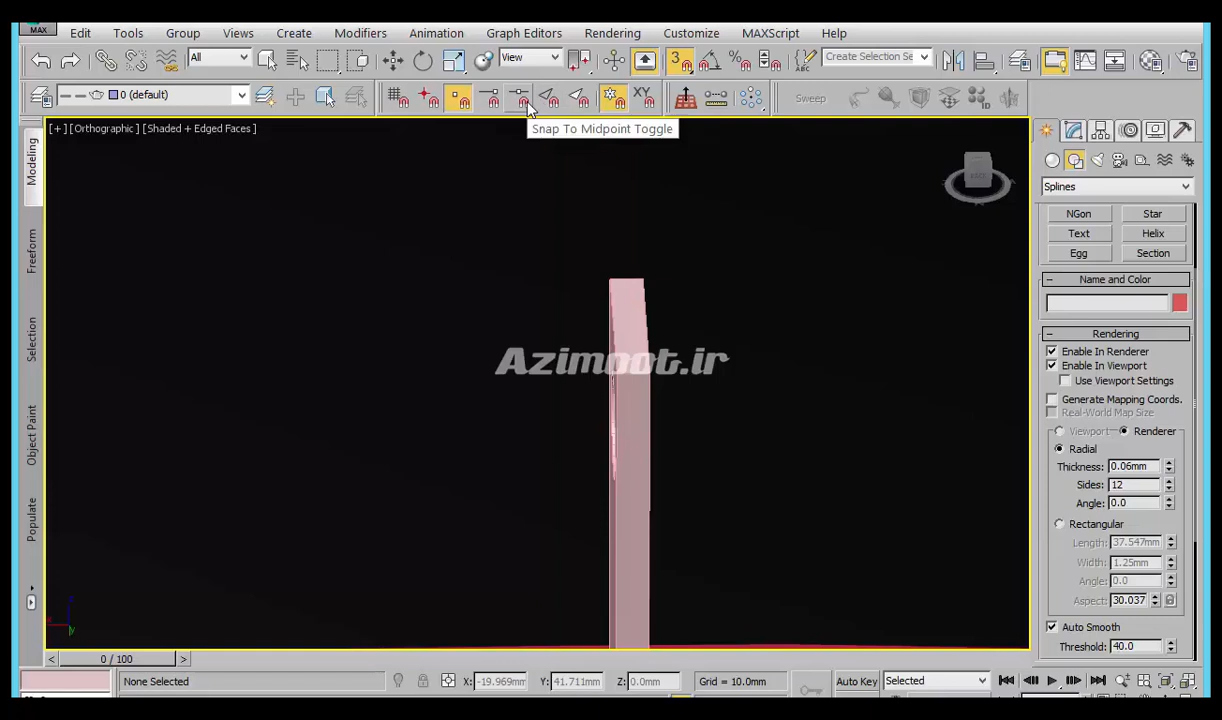 MAX
Edit Tools Group Views Create Modifiers Animation Graph Editors Rendering Customize MAXScript Help
All View 3 Create Selection Se
0 (default) XY Sweep
Snap To Midpoint Toggle
[+] [Orthographic] [Shaded + Edged Faces]
Modeling
Freeform
Selection
Object Paint
Populate
Azimoot.ir
Splines
NGon Star
Text Helix
Egg Section
Name and Color
Rendering
Enable In Renderer
Enable In Viewport
Use Viewport Settings
Generate Mapping Coords.
Real-World Map Size
Viewport Renderer
Radial
Thickness: 0.06mm
Sides: 12
Angle: 0.0
Rectangular
Length: 37.547mm
Width: 1.25mm
Angle: 0.0
Aspect: 30.037
Auto Smooth
Threshold: 40.0
< 0 / 100 >
None Selected X: -19.969mm Y: 41.711mm Z: 0.0mm Grid = 10.0mm Auto Key Selected